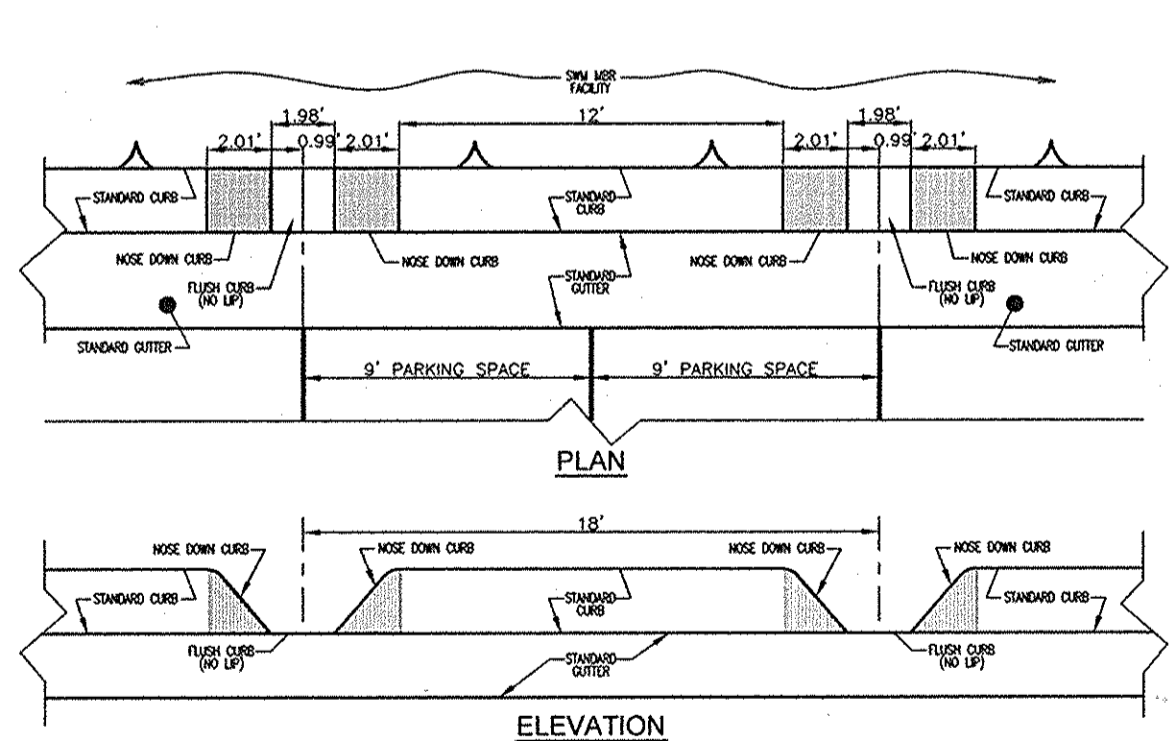 SWM MBR
FACILITY
1.98'
12'
1.98'
2.01'
0.99'
2.01'
2.01'
0.99'
2.01'
STANDARD CURB
STANDARD
CURB
STANDARD CURB
NOSE DOWN CURB
NOSE DOWN CURB
NOSE DOWN CURB
NOSE DOWN CURB
FLUSH CURB
(NO LIP)
STANDARD
GUTTER
FLUSH CURB
(NO LIP)
STANDARD GUTTER
STANDARD GUTTER
9' PARKING SPACE
9' PARKING SPACE
PLAN
18'
NOSE DOWN CURB
NOSE DOWN CURB
NOSE DOWN CURB
NOSE DOWN CURB
STANDARD CURB
STANDARD
CURB
STANDARD CURB
FLUSH CURB
(NO LIP)
STANDARD
GUTTER
FLUSH CURB
(NO LIP)
ELEVATION